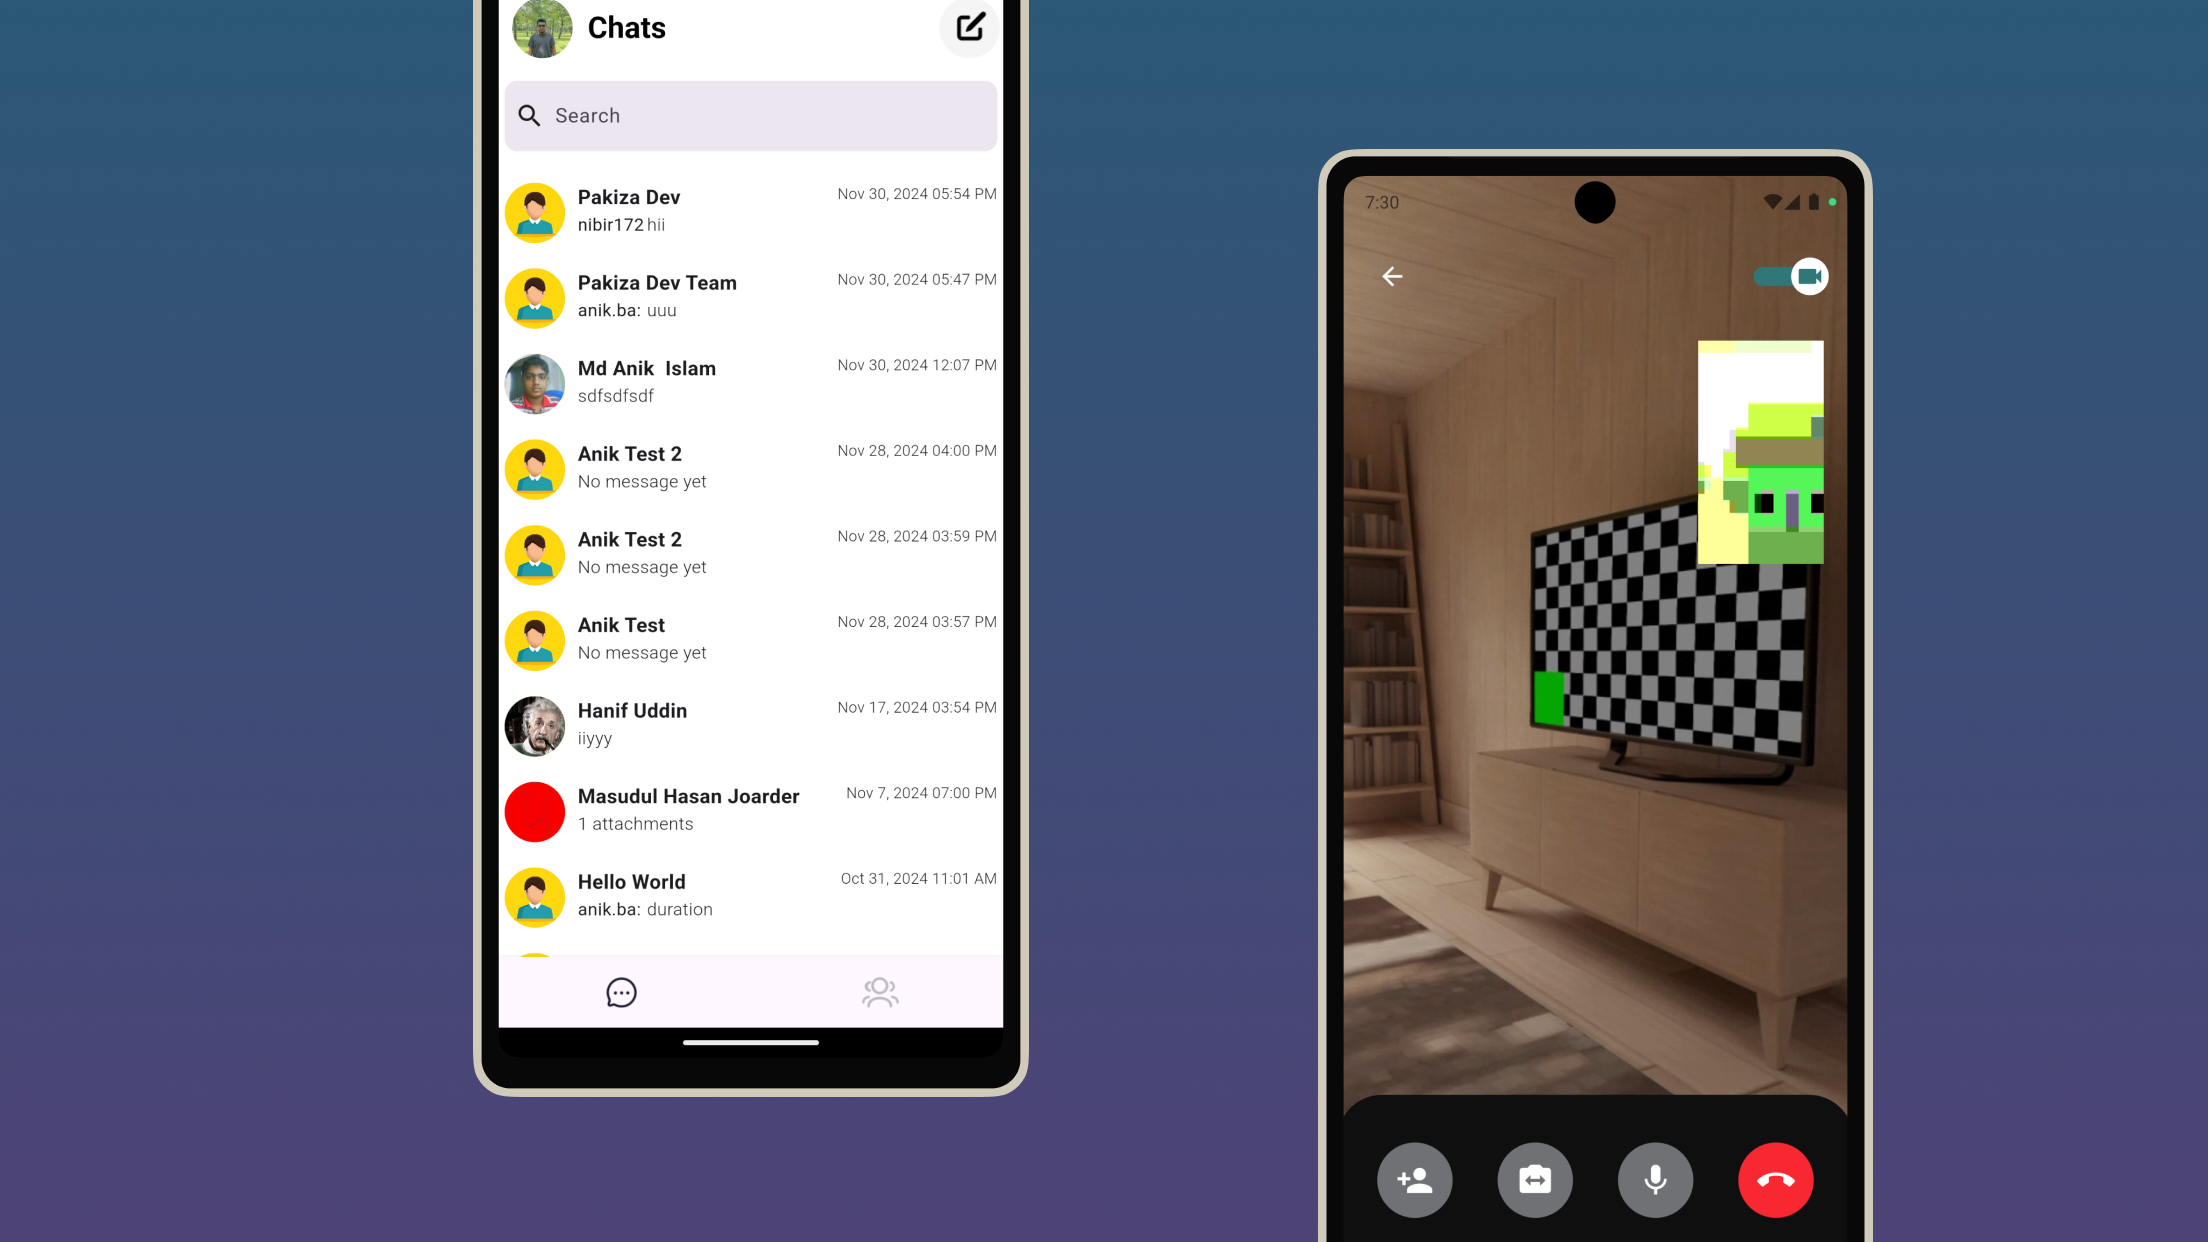 Chats
Search
Pakiza Dev Nov 30, 2024 05:54 PM
nibir172 hii
Pakiza Dev Team Nov 30, 2024 05:47 PM
anik.ba: uuu
Md Anik  Islam Nov 30, 2024 12:07 PM
sdfsdfsdf
Anik Test 2 Nov 28, 2024 04:00 PM
No message yet
Anik Test 2 Nov 28, 2024 03:59 PM
No message yet
Anik Test Nov 28, 2024 03:57 PM
No message yet
Hanif Uddin Nov 17, 2024 03:54 PM
iiyyy
Masudul Hasan Joarder Nov 7, 2024 07:00 PM
1 attachments
Hello World Oct 31, 2024 11:01 AM
anik.ba: duration
7:30